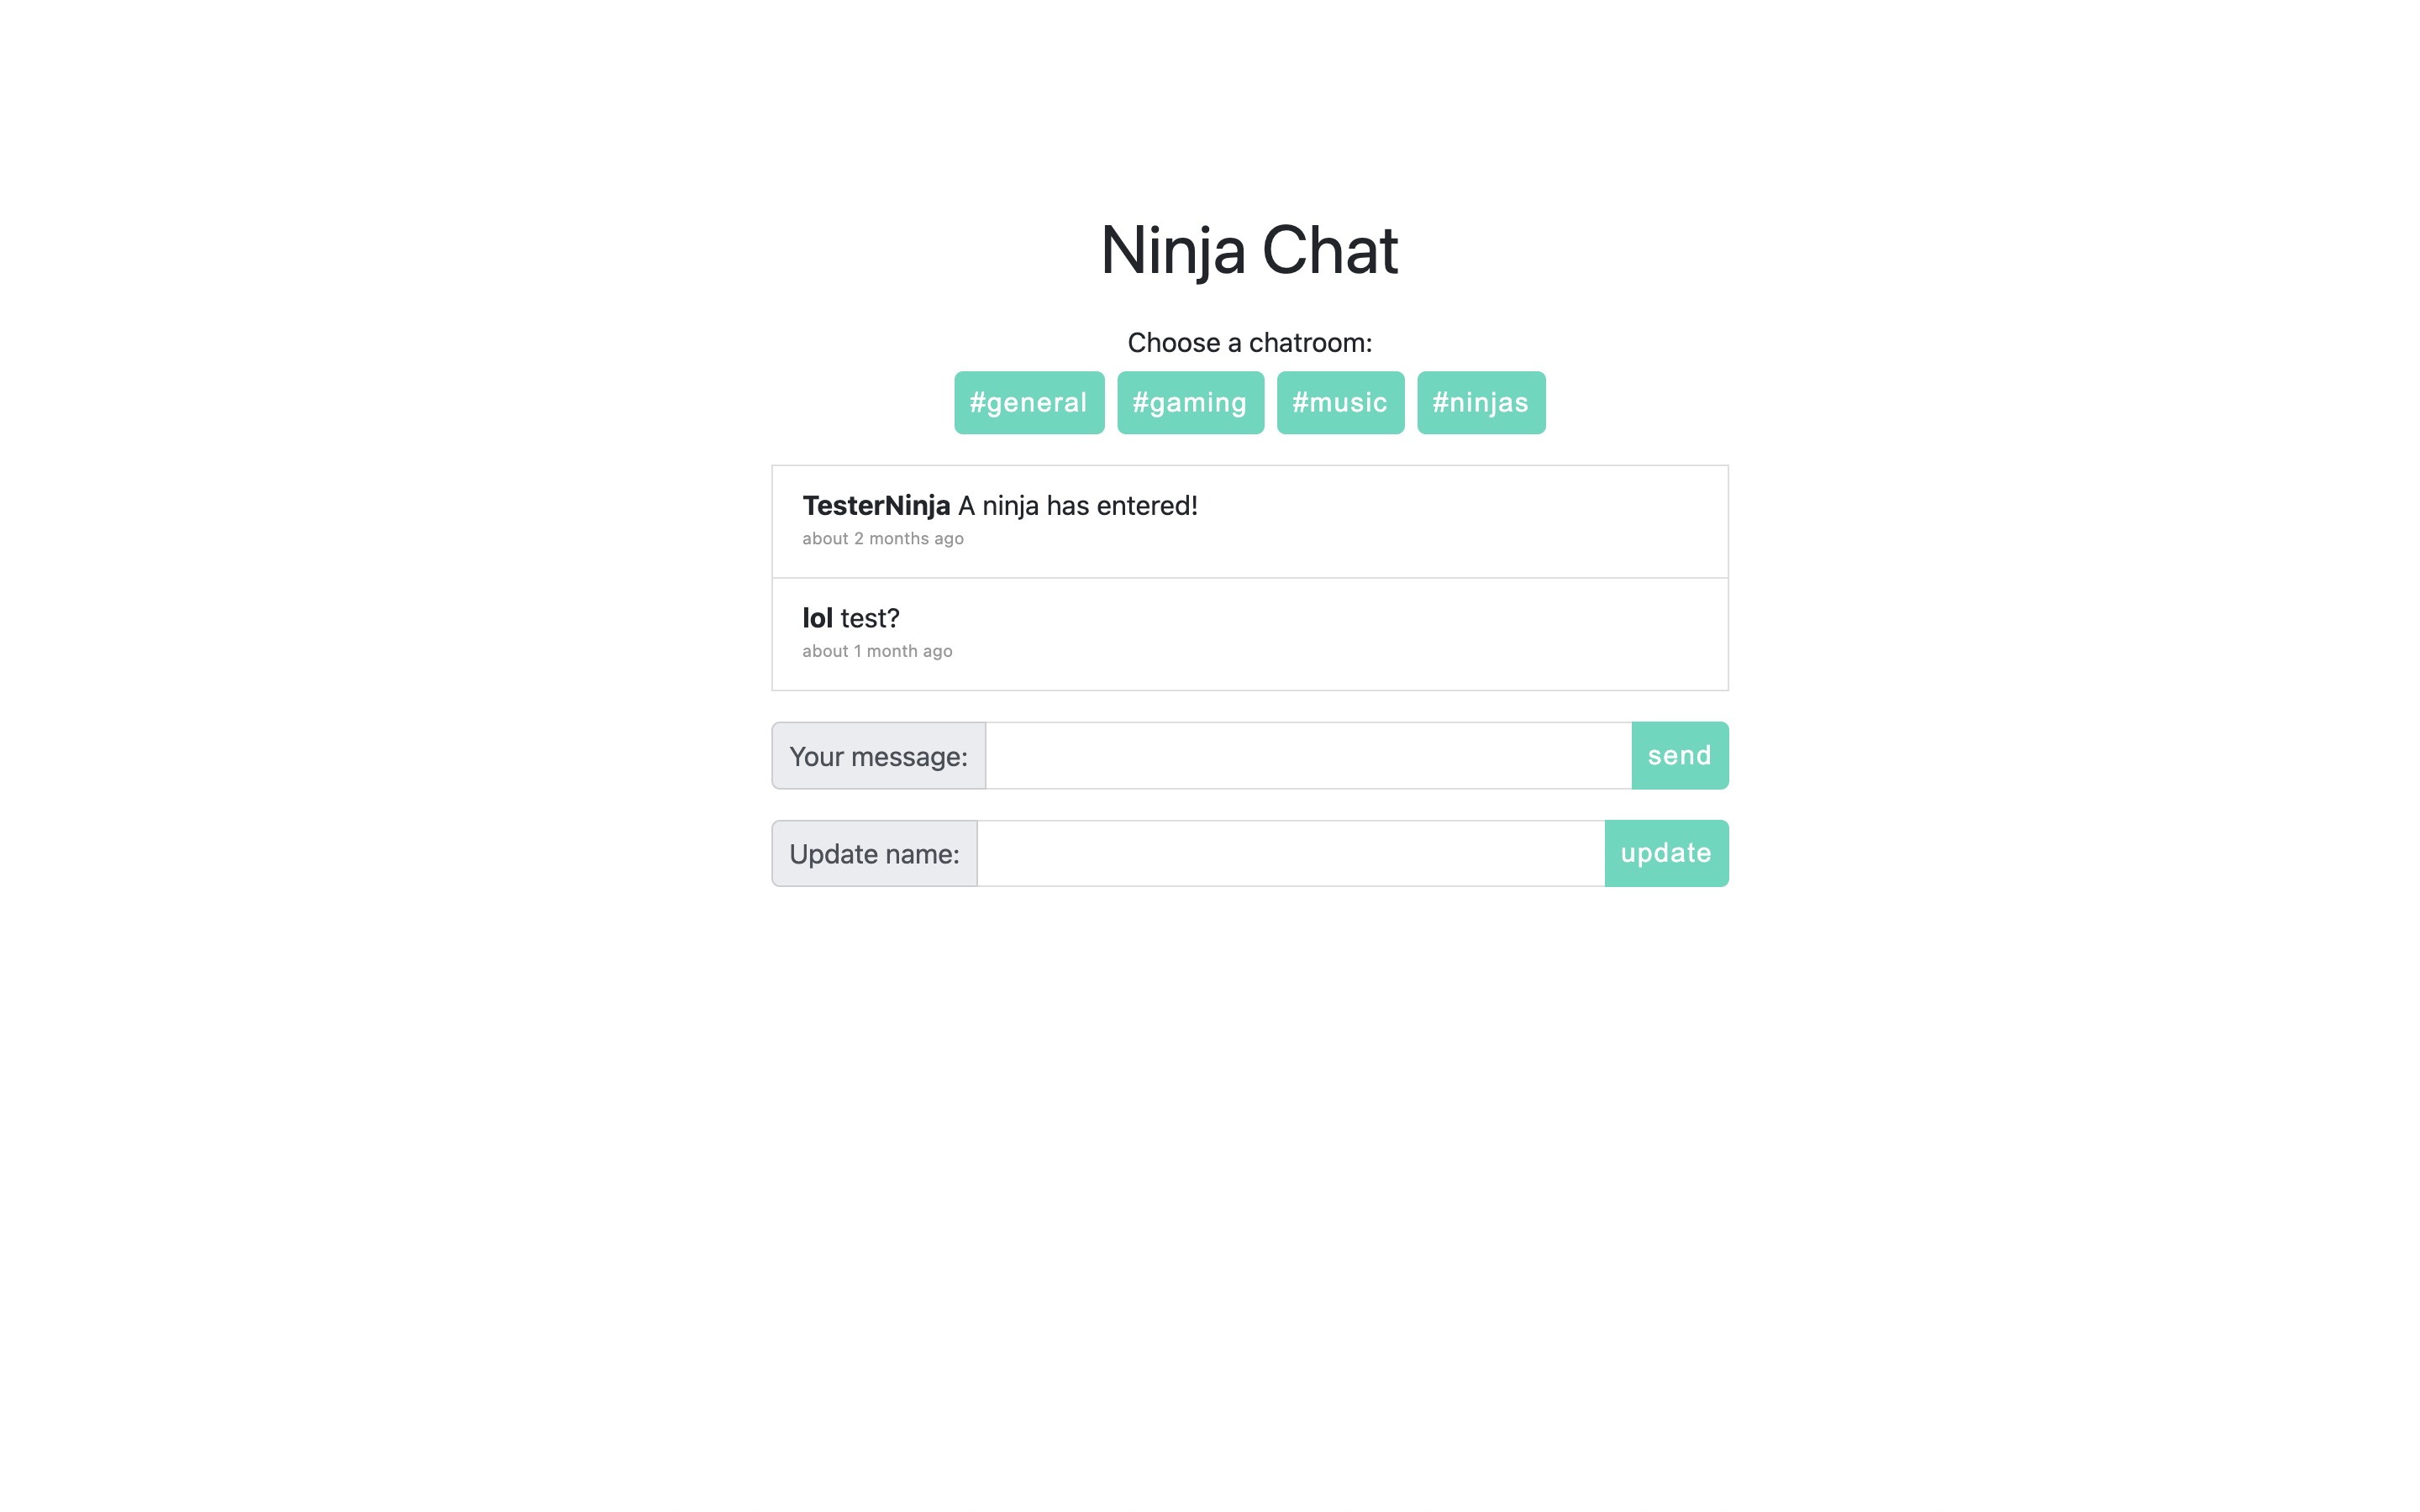 Ninja Chat
Choose a chatroom:
#general #gaming #music #ninjas
TesterNinja A ninja has entered!
about 2 months ago
lol test?
about 1 month ago
Your message: send
Update name: update